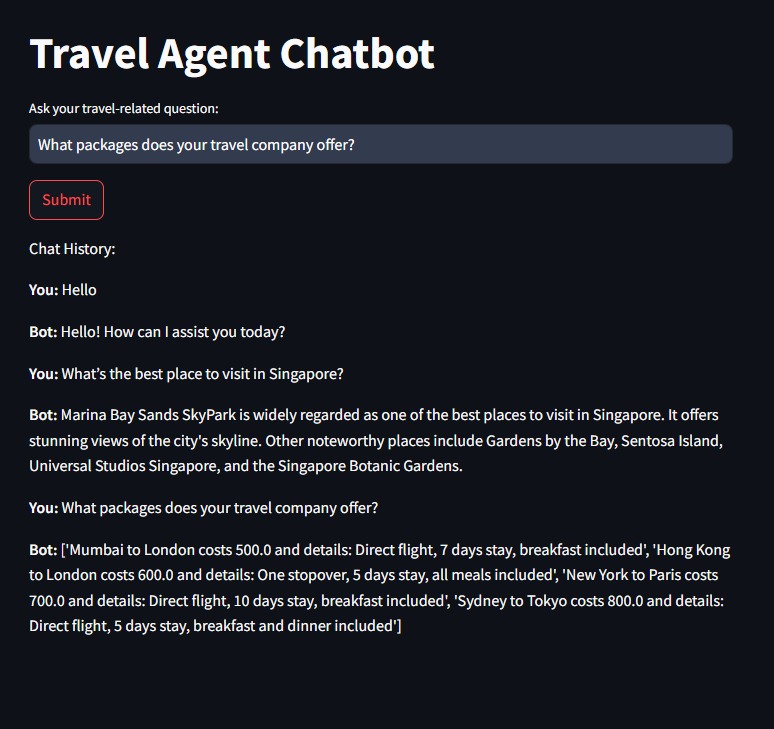 Travel Agent Chatbot
Ask your travel-related question:
What packages does your travel company offer?
Submit
Chat History:
You: Hello
Bot: Hello! How can I assist you today?
You: What's the best place to visit in Singapore?
Bot: Marina Bay Sands SkyPark is widely regarded as one of the best places to visit in Singapore. It offers
stunning views of the city's skyline. Other noteworthy places include Gardens by the Bay, Sentosa Island,
Universal Studios Singapore, and the Singapore Botanic Gardens.
You: What packages does your travel company offer?
Bot: ['Mumbai to London costs 500.0 and details: Direct flight, 7 days stay, breakfast included', 'Hong Kong
to London costs 600.0 and details: One stopover, 5 days stay, all meals included', 'New York to Paris costs
700.0 and details: Direct flight, 10 days stay, breakfast included', 'Sydney to Tokyo costs 800.0 and details:
Direct flight, 5 days stay, breakfast and dinner included']